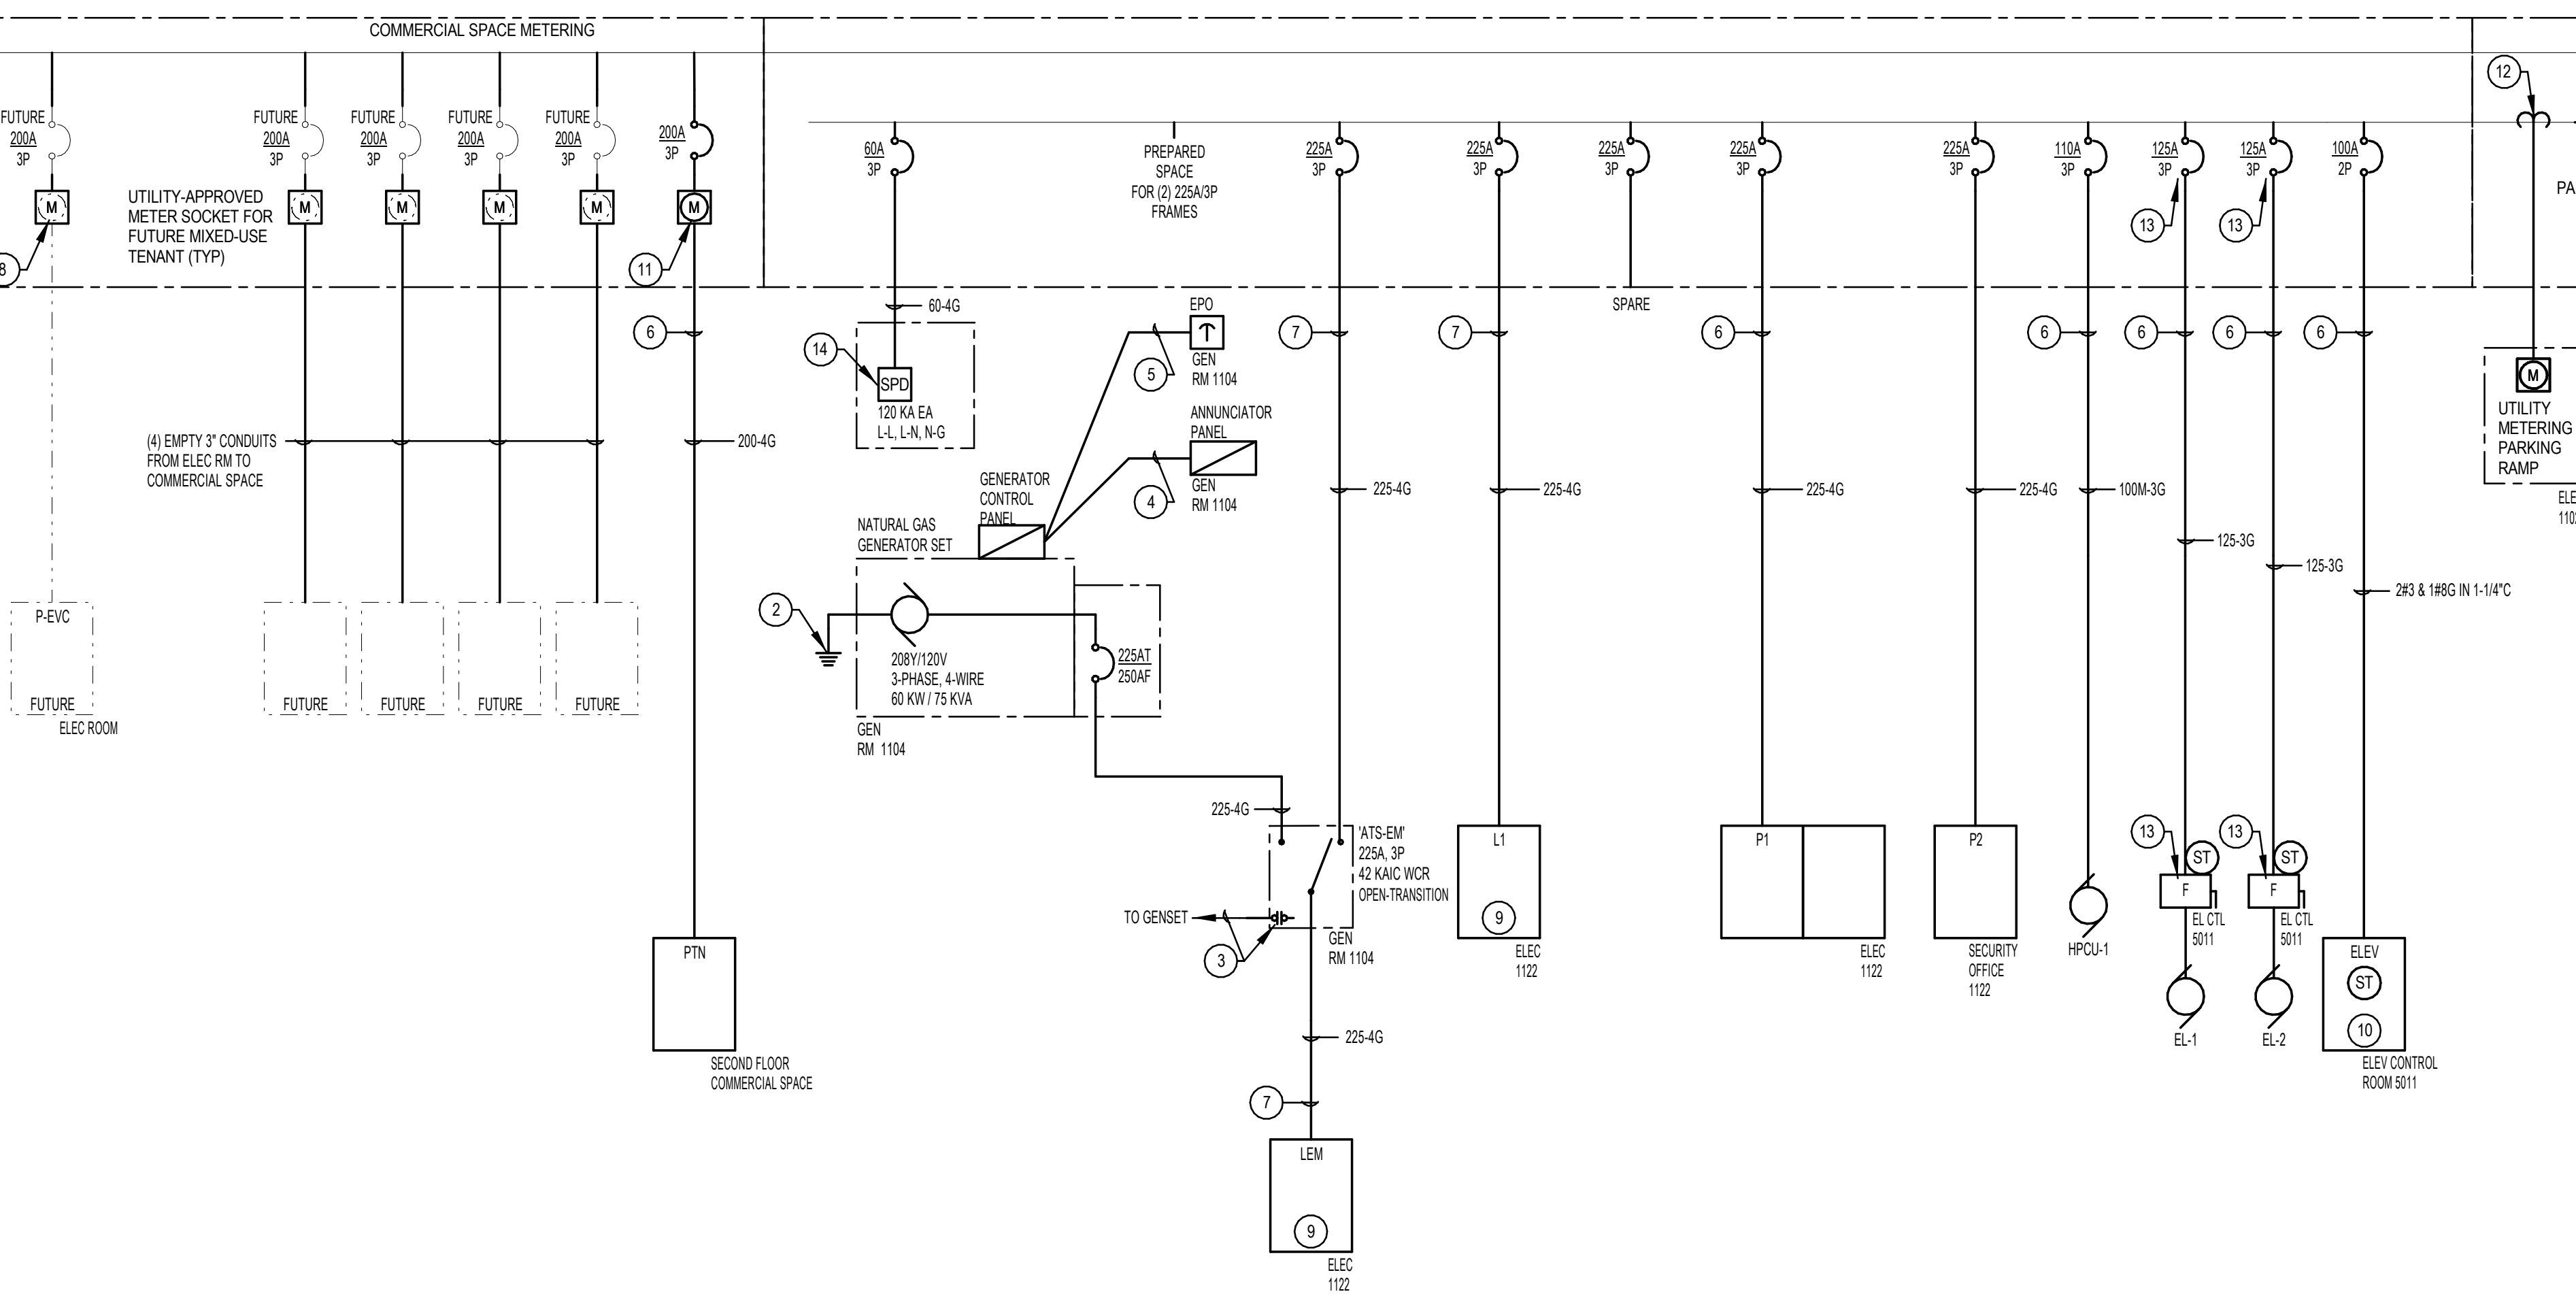 COMMERCIAL SPACE METERING
FUTURE
200A
3P
M
8
UTILITY-APPROVED
METER SOCKET FOR
FUTURE MIXED-USE
TENANT (TYP)
FUTURE
200A
3P
M
FUTURE
200A
3P
M
FUTURE
200A
3P
M
FUTURE
200A
3P
M
200A
3P
M
11
6
200-4G
(4) EMPTY 3" CONDUITS
FROM ELEC RM TO
COMMERCIAL SPACE
P-EVC
FUTURE
ELEC ROOM
FUTURE
FUTURE
FUTURE
FUTURE
PTN
SECOND FLOOR
COMMERCIAL SPACE
60A
3P
60-4G
14
SPD
120 KA EA
L-L, L-N, N-G
PREPARED
SPACE
FOR (2) 225A/3P
FRAMES
EPO
GEN
RM 1104
5
ANNUNCIATOR
PANEL
GEN
RM 1104
4
GENERATOR
CONTROL
PANEL
NATURAL GAS
GENERATOR SET
2
208Y/120V
3-PHASE, 4-WIRE
60 KW / 75 KVA
GEN
RM 1104
225AT
250AF
225-4G
225A
3P
7
225-4G
'ATS-EM'
225A, 3P
42 KAIC WCR
OPEN-TRANSITION
TO GENSET
3
GEN
RM 1104
225-4G
7
LEM
9
ELEC
1122
225A
3P
7
225-4G
L1
9
ELEC
1122
225A
3P
SPARE
225A
3P
6
225-4G
P1
ELEC
1122
225A
3P
225-4G
P2
SECURITY
OFFICE
1122
110A
3P
6
100M-3G
HPCU-1
125A
3P
13
6
125-3G
13
ST
F
EL CTL
5011
EL-1
125A
3P
13
6
125-3G
13
ST
F
EL CTL
5011
EL-2
100A
2P
6
2#3 & 1#8G IN 1-1/4"C
ELEV
ST
10
ELEV CONTROL
ROOM 5011
12
PA
M
UTILITY
METERING
PARKING
RAMP
ELE
110